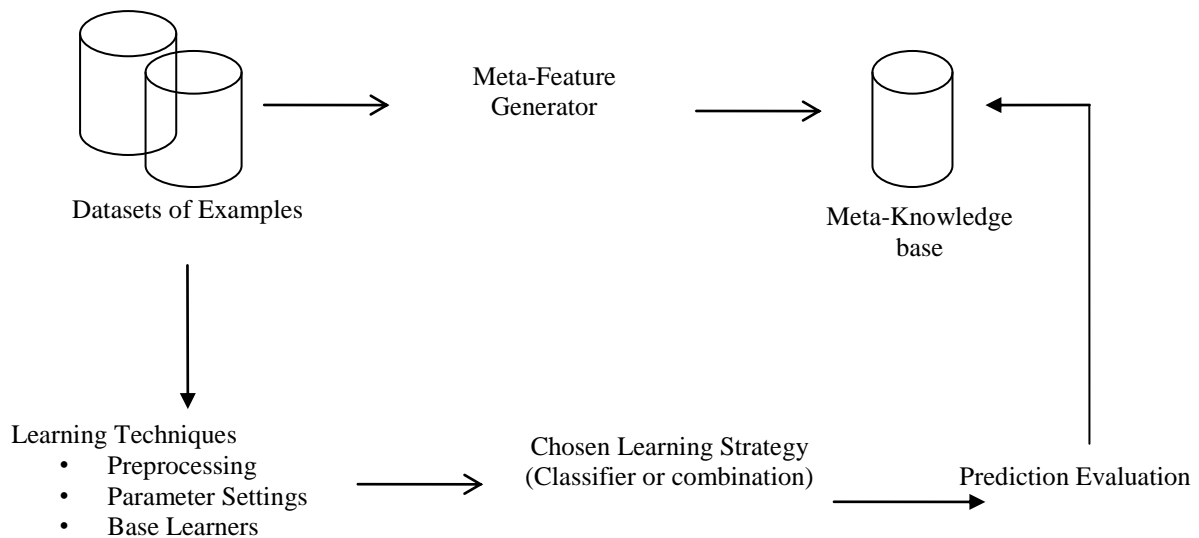 Meta-Feature
Generator
Datasets of Examples
Meta-Knowledge
base
Learning Techniques
• Preprocessing
• Parameter Settings
• Base Learners
Chosen Learning Strategy
(Classifier or combination)
Prediction Evaluation